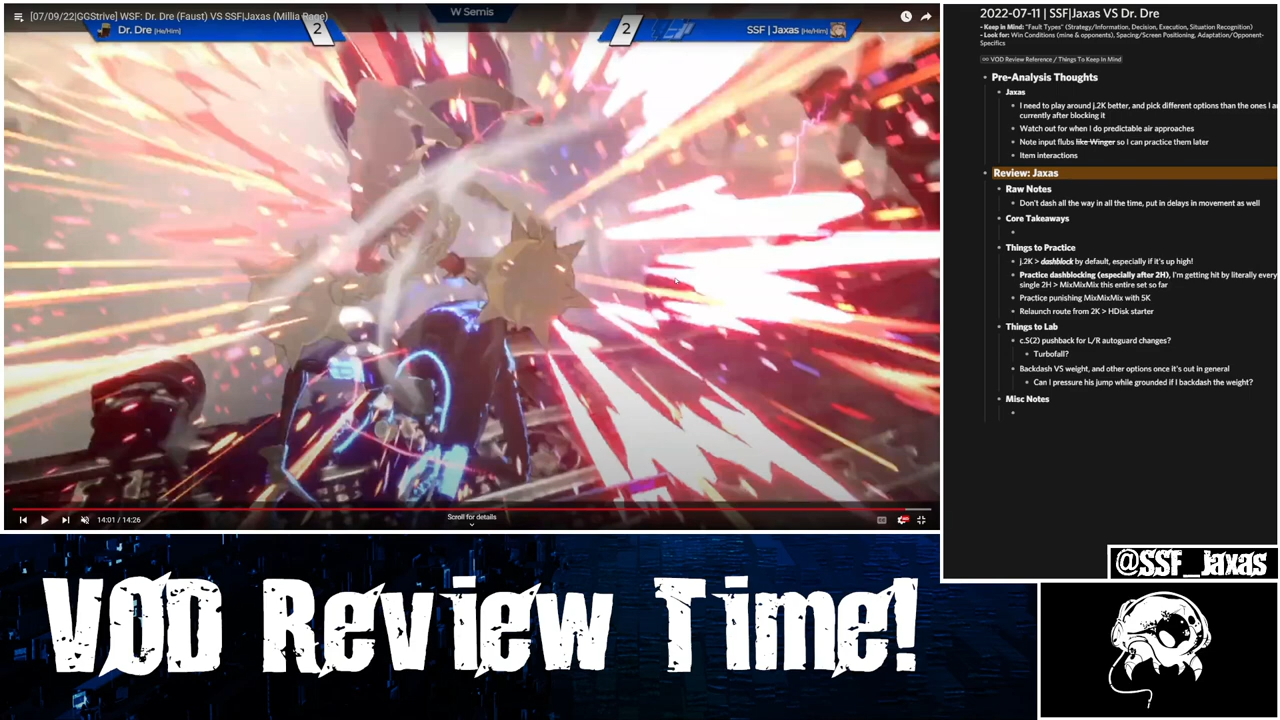 [07/09/22|GGStrive] WSF: Dr. Dre (Faust) VS SSF|Jaxas (Millia Rage)
W Semis
Dr. Dre [He/Him]
2
2
SSF | Jaxas [He/Him]
14:01 / 14:26
Scroll for details
2022-07-11 | SSF|Jaxas VS Dr. Dre
- Keep in Mind: "Fault Types" (Strategy/Information, Decision, Execution, Situation Recognition)
- Look for: Win Conditions (mine & opponents), Spacing/Screen Positioning, Adaptation/Opponent-
Specifics
VOD Review Reference / Things To Keep In Mind
Pre-Analysis Thoughts
Jaxas
I need to play around j.2K better, and pick different options than the ones I a
currently after blocking it
Watch out for when I do predictable air approaches
Note input flubs like Winger so I can practice them later
Item interactions
Review: Jaxas
Raw Notes
Don't dash all the way in all the time, put in delays in movement as well
Core Takeaways
Things to Practice
j.2K > dashblock by default, especially if it's up high!
Practice dashblocking (especially after 2H), I'm getting hit by literally every
single 2H > MixMixMix this entire set so far
Practice punishing MixMixMix with 5K
Relaunch route from 2K > HDisk starter
Things to Lab
c.S(2) pushback for L/R autoguard changes?
Turbofall?
Backdash VS weight, and other options once it's out in general
Can I pressure his jump while grounded if I backdash the weight?
Misc Notes
@SSF_Jaxas
VOD Review Time!